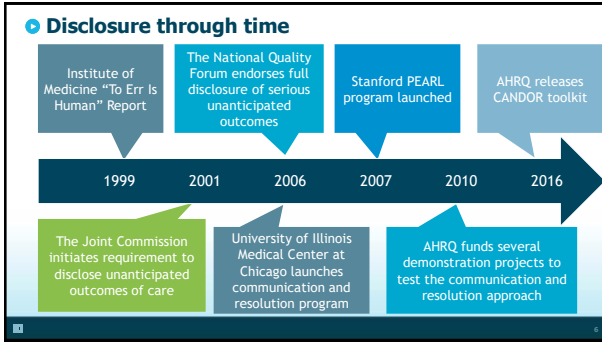 Disclosure through time
Institute of
Medicine “To Err Is
Human” Report
The National Quality
Forum endorses full
disclosure of serious
unanticipated
outcomes
Stanford PEARL
program launched
AHRQ releases
CANDOR toolkit
1999
2001
2006
2007
2010
2016
The Joint Commission
initiates requirement to
disclose unanticipated
outcomes of care
University of Illinois
Medical Center at
Chicago launches
communication and
resolution program
AHRQ funds several
demonstration projects to
test the communication and
resolution approach
6